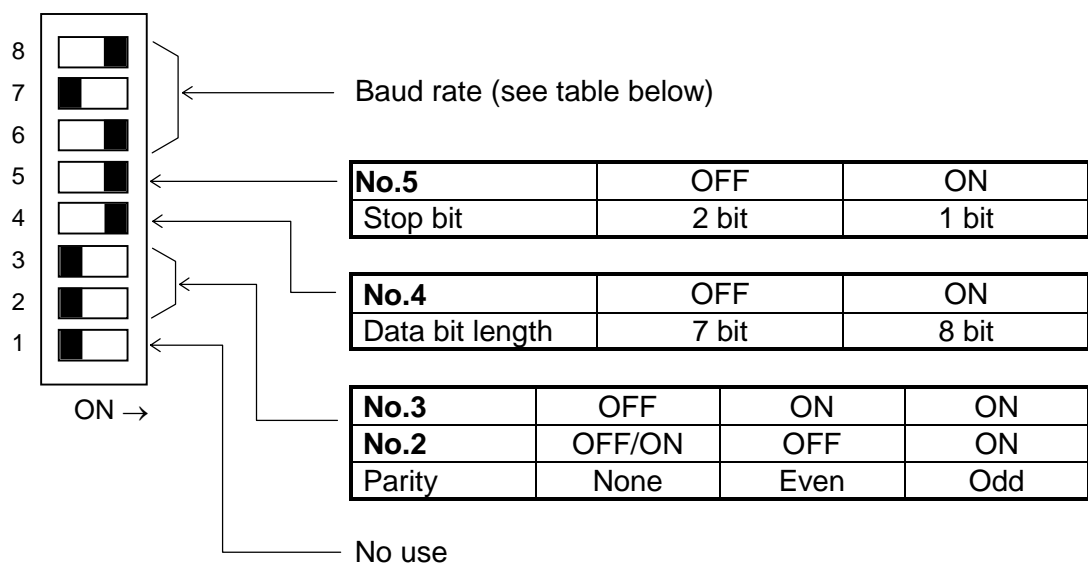 8
7
6
5
4
3
2
1
ON →
Baud rate (see table below)
No.5 OFF ON
Stop bit 2 bit 1 bit
No.4 OFF ON
Data bit length 7 bit 8 bit
No.3 OFF ON ON
No.2 OFF/ON OFF ON
Parity None Even Odd
No use